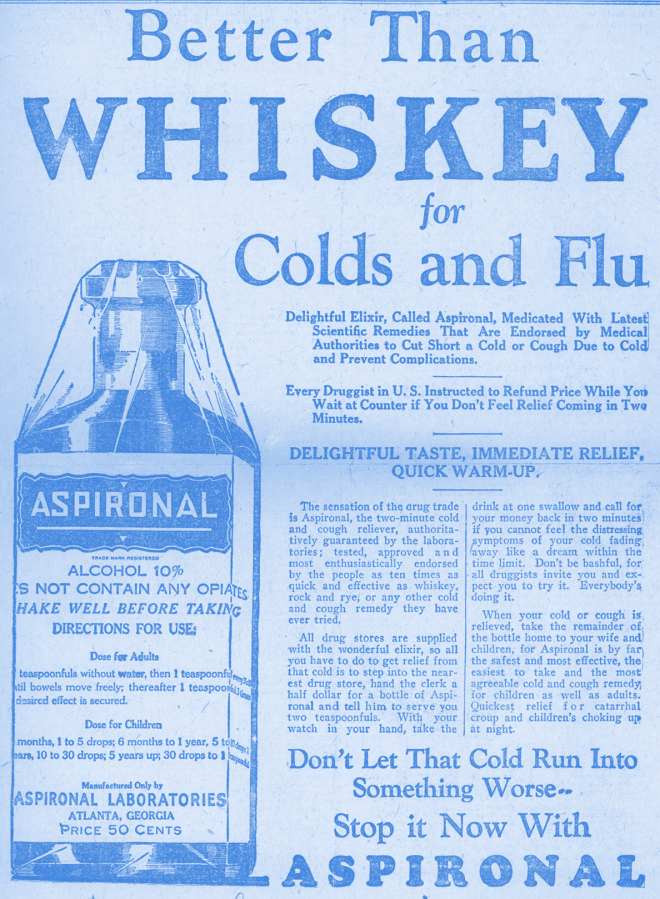 Better Than
WHISKEY
for
Colds and Flu
Delightful Elixir, Called Aspironal, Medicated With Latest
Scientific Remedies That Are Endorsed by Medical
Authorities to Cut Short a Cold or Cough Due to Cold
and Prevent Complications.
Every Druggist in U. S. Instructed to Refund Price While You
Wait at Counter if You Don't Feel Relief Coming in Two
Minutes.
DELIGHTFUL TASTE, IMMEDIATE RELIEF,
QUICK WARM-UP.
The sensation of the drug trade
is Aspironal, the two-minute cold
and cough reliever, authorita-
tively guaranteed by the labora-
tories; tested, approved and
most enthusiastically endorsed
by the people as ten times as
quick and effective as whiskey,
rock and rye, or any other cold
and cough remedy they have
ever tried.
All drug stores are supplied
with the wonderful elixir, so all
you have to do to get relief from
that cold is to step into the near-
est drug store, hand the clerk a
half dollar for a bottle of Aspi-
ronal and tell him to serve you
two teaspoonfuls. With your
watch in your hand, take the
drink at one swallow and call for
your money back in two minutes
if you cannot feel the distressing
symptoms of your cold fading
away like a dream within the
time limit. Don't be bashful, for
all druggists invite you and ex-
pect you to try it. Everybody's
doing it.
When your cold or cough is
relieved, take the remainder of
the bottle home to your wife and
children, for Aspironal is by far
the safest and most effective, the
easiest to take and the most
agreeable cold and cough remedy
for children as well as adults.
Quickest relief for catarrhal
croup and children's choking up
at night.
Don't Let That Cold Run Into
Something Worse--
Stop it Now With
ASPIRONAL
ASPIRONAL
TRADE MARK REGISTERED
ALCOHOL 10%
S NOT CONTAIN ANY OPIATES
HAKE WELL BEFORE TAKING
DIRECTIONS FOR USE:
Dose for Adults
teaspoonfuls without water, then 1 teaspoonful
til bowels move freely; thereafter 1 teaspoon
desired effect is secured.
Dose for Children
months, 1 to 5 drops; 6 months to 1 year, 5 to
ears, 10 to 30 drops; 5 years up; 30 drops to 1
Manufactured Only by
ASPIRONAL LABORATORIES
ATLANTA, GEORGIA
PRICE 50 CENTS